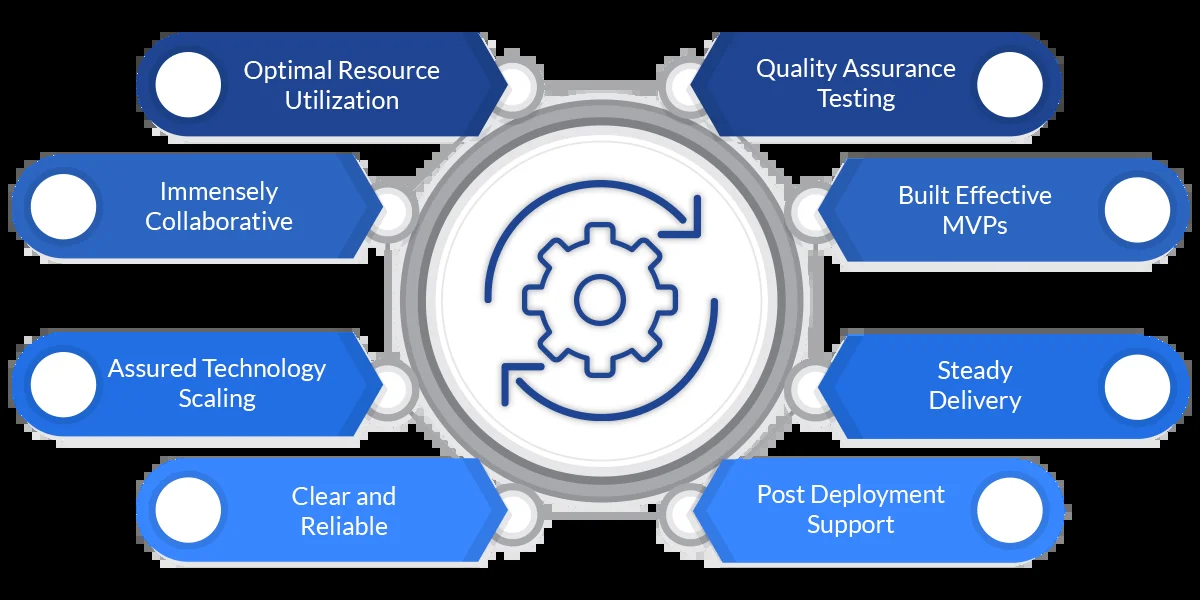 Optimal Resource
Utilization
Quality Assurance
Testing
Immensely
Collaborative
Built Effective
MVPs
Assured Technology
Scaling
Steady
Delivery
Clear and
Reliable
Post Deployment
Support